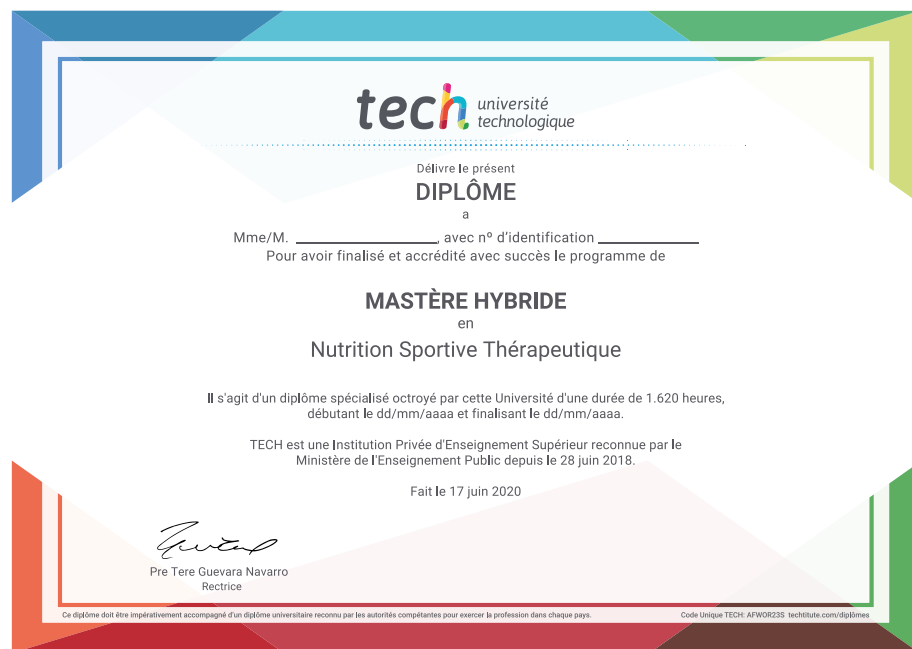 tech université
technologique
Délivre le présent
DIPLÔME
a
Mme/M. ____________, avec nº d'identification ____________
Pour avoir finalisé et accrédité avec succès le programme de
MASTÈRE HYBRIDE
en
Nutrition Sportive Thérapeutique
Il s'agit d'un diplôme spécialisé octroyé par cette Université d'une durée de 1.620 heures,
débutant le dd/mm/aaaa et finalisant le dd/mm/aaaa.
TECH est une Institution Privée d'Enseignement Supérieur reconnue par le
Ministère de l'Enseignement Public depuis le 28 juin 2018.
Fait le 17 juin 2020
Pre Tere Guevara Navarro
Rectrice
Ce diplôme doit être impérativement accompagné d'un diplôme universitaire reconnu par les autorités compétentes pour exercer la profession dans chaque pays.
Code Unique TECH: AFWOR23S techtitute.com/diplômes